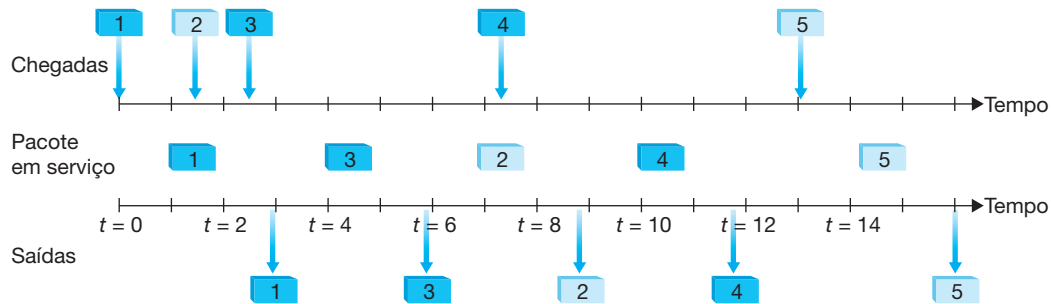 1 2 3 4 5
Chegadas
Tempo
Pacote
em serviço
1 3 2 4 5
Tempo
t = 0 t = 2 t = 4 t = 6 t = 8 t = 10 t = 12 t = 14
Saídas
1 3 2 4 5